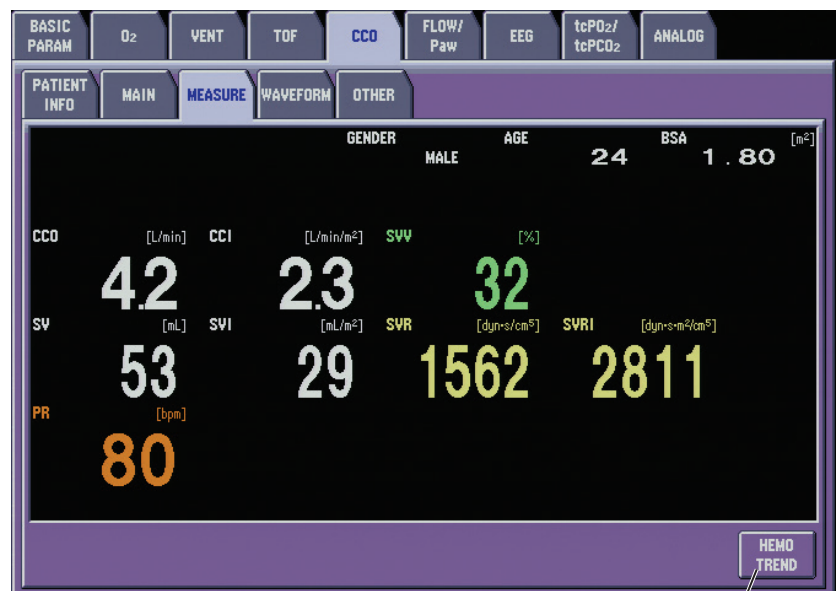 BASIC PARAM O2 VENT TOF CCO FLOW/ Paw EEG tcPO2/ tcPCO2 ANALOG
PATIENT INFO MAIN MEASURE WAVEFORM OTHER
GENDER MALE AGE 24 BSA 1.80 [m²]
CCO [L/min] CCI [L/min/m²] SVV [%]
4.2 2.3 32
SV [mL] SVI [mL/m²] SVR [dyn•s/cm⁵] SVRI [dyn•s•m²/cm⁵]
53 29 1562 2811
PR [bpm]
80
HEMO
TREND